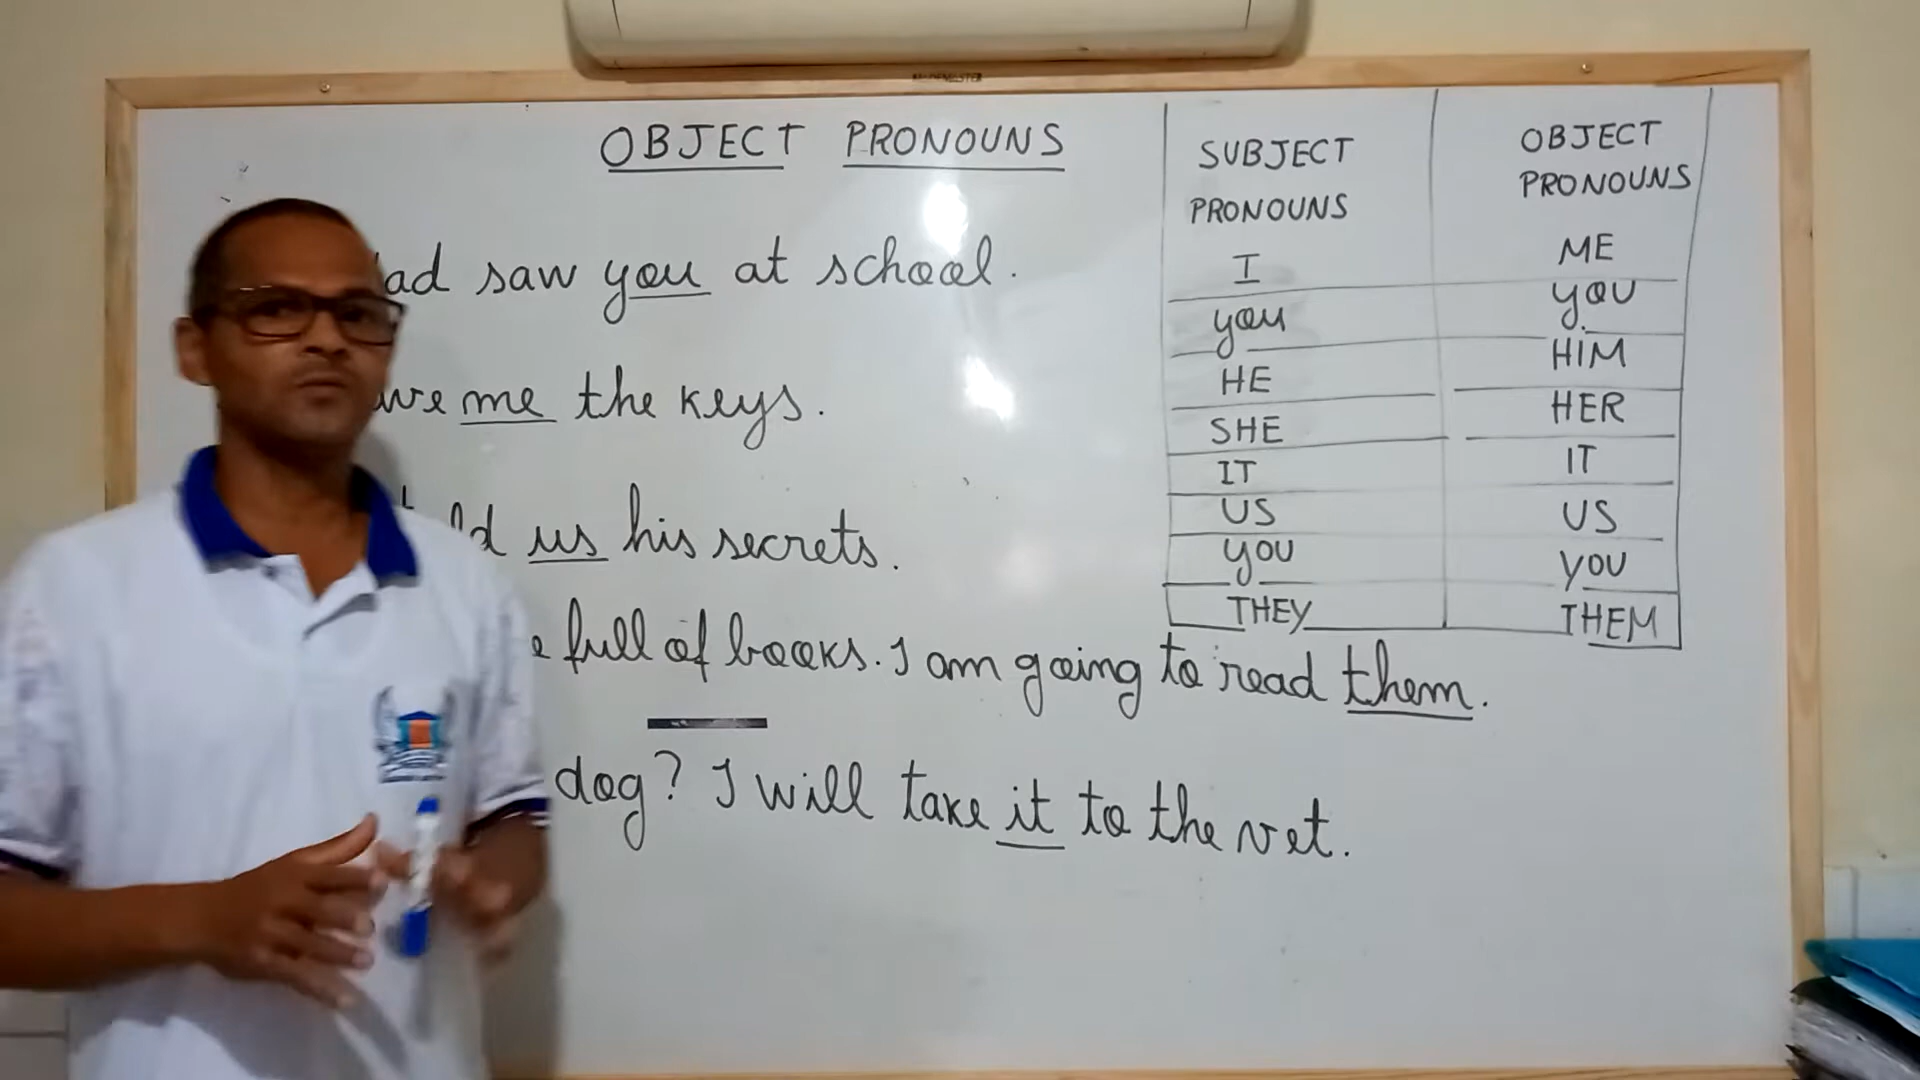 OBJECT PRONOUNS
saw you at school.
me the keys.
us his secrets.
full of books. I am going to read them.
dog? I will take it to the vet.
SUBJECT PRONOUNS
OBJECT PRONOUNS
I ME
you you
HE HIM
SHE HER
IT IT
US US
you you
THEY THEM